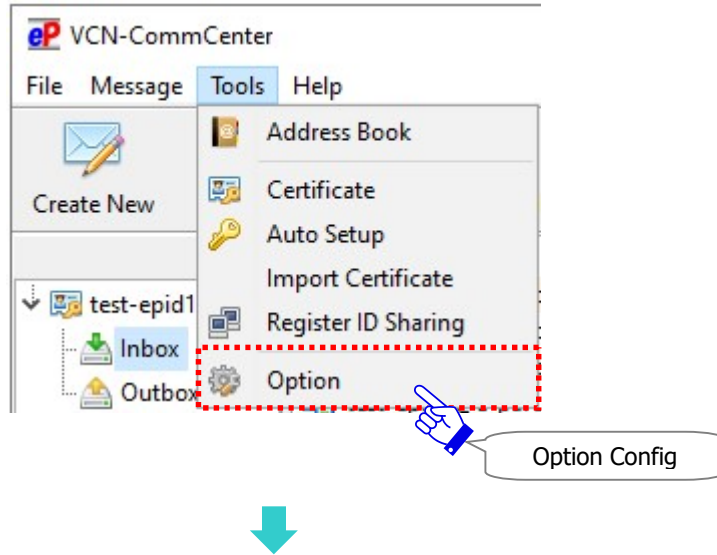 eP VCN-CommCenter
File Message Tools Help
Address Book
Create New
Certificate
Auto Setup
Import Certificate
test-epid1
Register ID Sharing
Inbox
Option
Outbox
Option Config